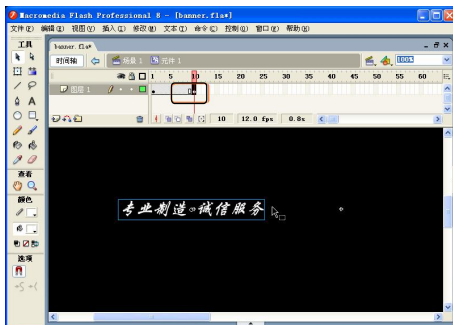 Macromedia Flash Professional 8 - [banner.fla*]
文件(F) 编辑(E) 视图(V) 插入(I) 修改(M) 文本(T) 命令(C) 控制(O) 窗口(W) 帮助(H)
工具
banner.fla*
时间轴 场景 1 元件 1
100%
1 5 10 15 20 25 30 35 40 45 50 55 60
图层 1
10 12.0 fps 0.8s
查看
颜色
选项
专业制造 诚信服务